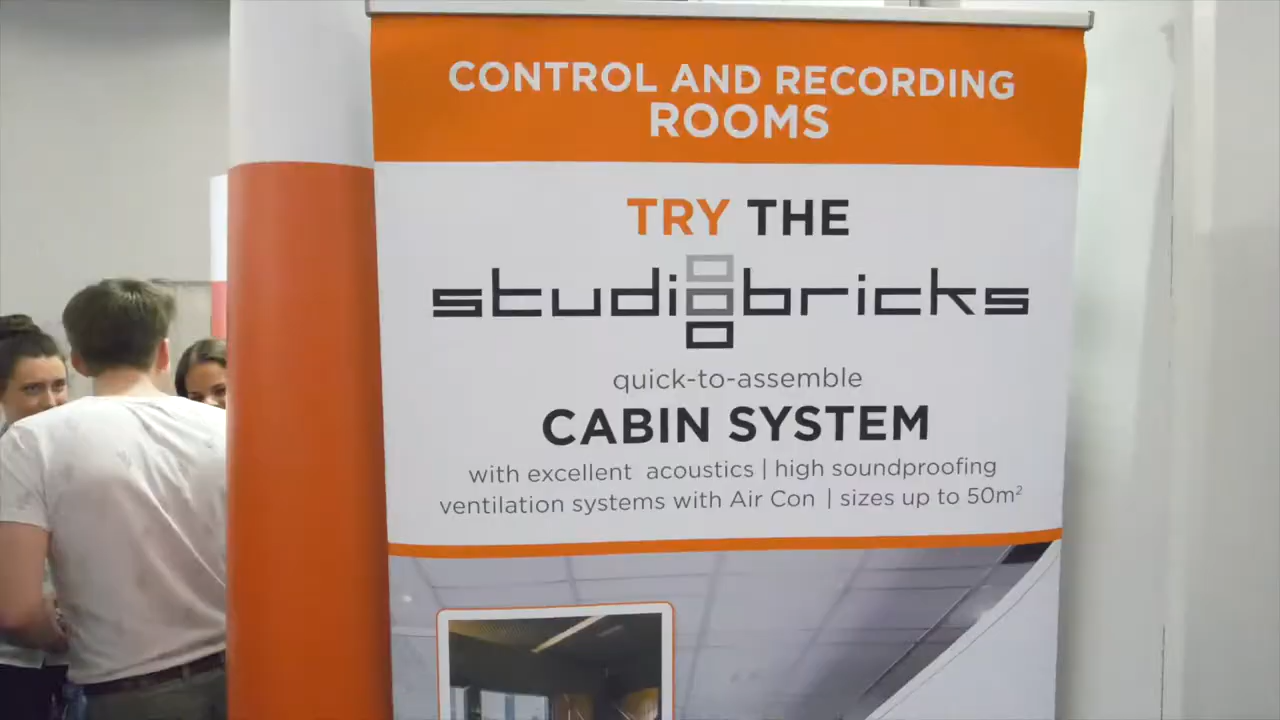 CONTROL AND RECORDING
ROOMS
TRY THE
studiobricks
quick-to-assemble
CABIN SYSTEM
with excellent acoustics | high soundproofing
ventilation systems with Air Con | sizes up to 50m²